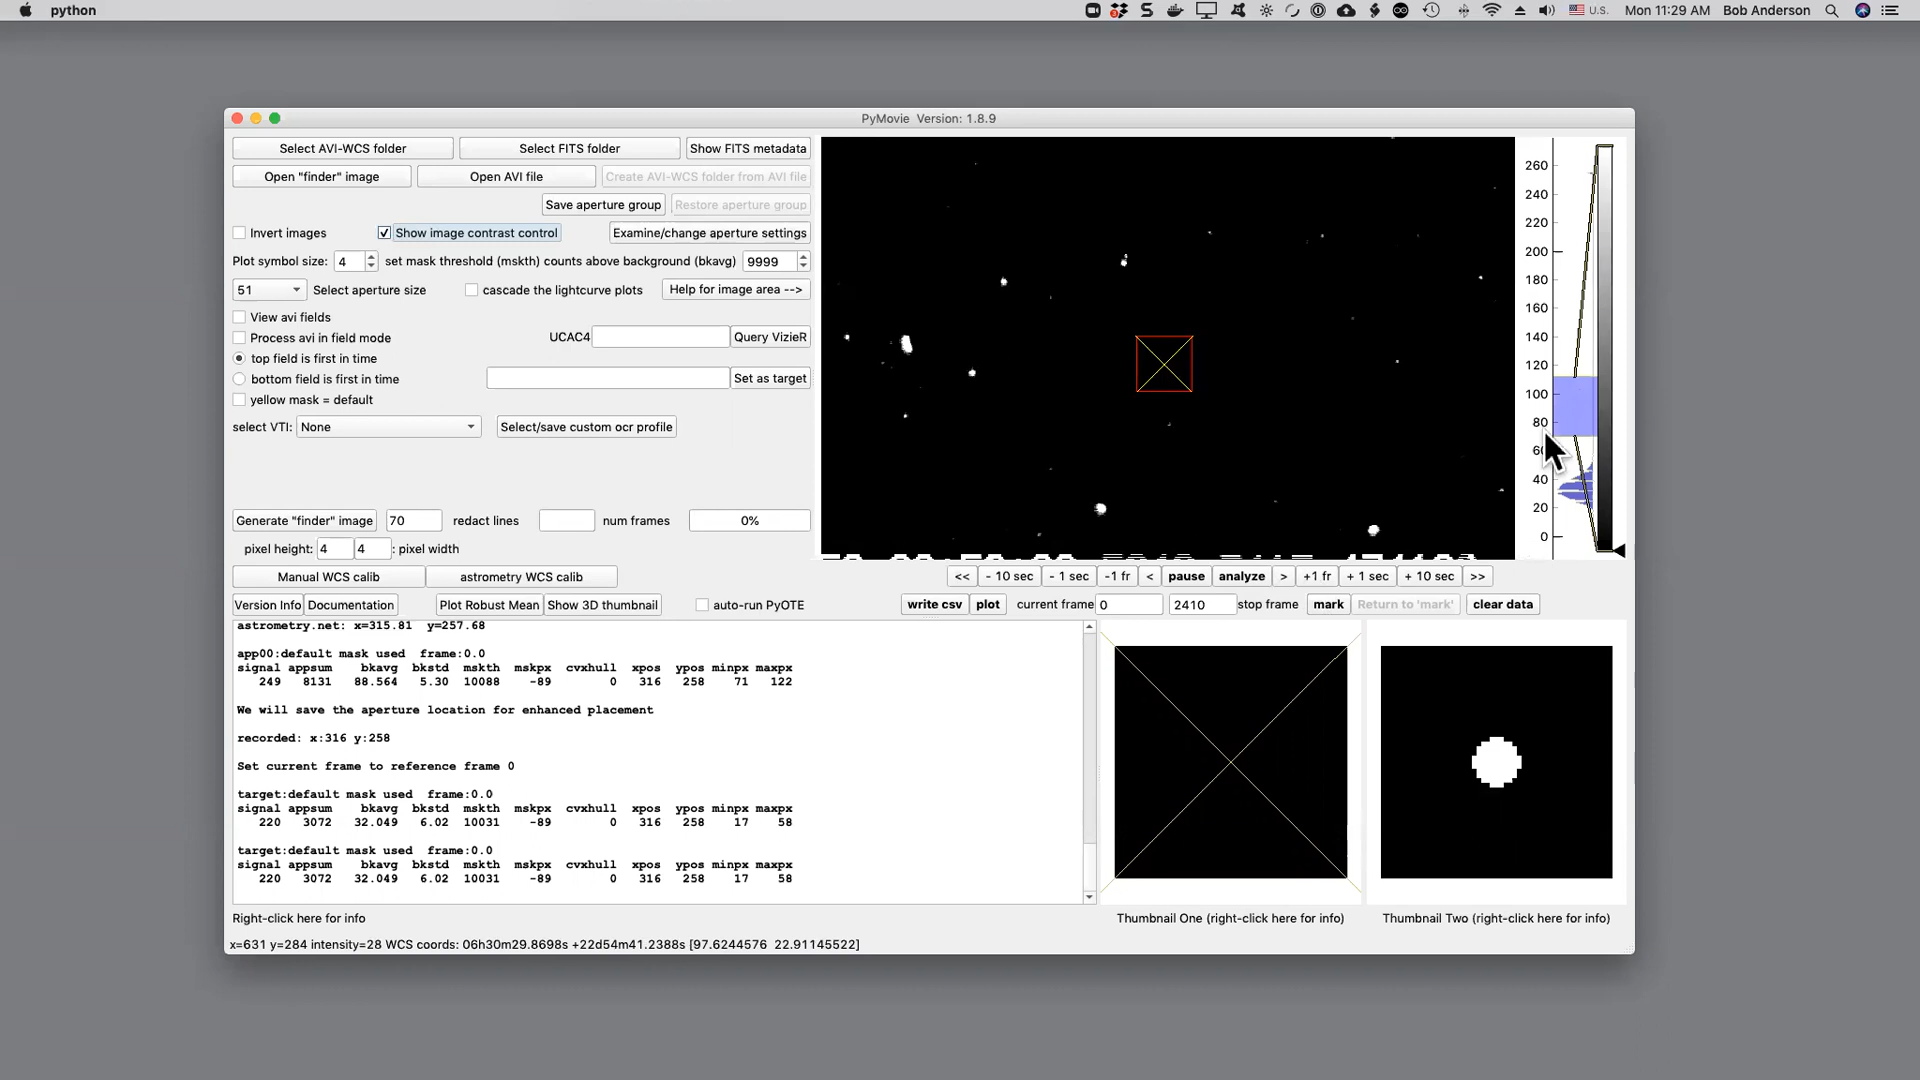 python
U.S.
Mon 11:29 AM
Bob Anderson
PyMovie Version: 1.8.9
Select AVI-WCS folder
Select FITS folder
Show FITS metadata
Open "finder" image
Open AVI file
Create AVI-WCS folder from AVI file
Save aperture group
Restore aperture group
Invert images
Show image contrast control
Examine/change aperture settings
Plot symbol size:
4
set mask threshold (mskth) counts above background (bkavg)
9999
51
Select aperture size
cascade the lightcurve plots
Help for image area -->
View avi fields
Process avi in field mode
UCAC4
Query VizieR
top field is first in time
bottom field is first in time
Set as target
yellow mask = default
select VTI:
None
Select/save custom ocr profile
Generate "finder" image
70
redact lines
num frames
0%
pixel height:
4
4
: pixel width
Manual WCS calib
astrometry WCS calib
Version Info
Documentation
Plot Robust Mean
Show 3D thumbnail
auto-run PyOTE
260
240
220
200
180
160
140
120
100
80
40
20
0
<<
- 10 sec
- 1 sec
-1 fr
<
pause
analyze
>
+1 fr
+ 1 sec
+ 10 sec
>>
write csv
plot
current frame
0
2410
stop frame
mark
Return to 'mark'
clear data
astrometry.net: x=315.81 y=257.68
app00:default mask used frame:0.0
signal appsum bkavg bkstd mskth mskpx cvxhull xpos ypos minpx maxpx
249 8131 88.564 5.30 10088 -89 0 316 258 71 122
We will save the aperture location for enhanced placement
recorded: x:316 y:258
Set current frame to reference frame 0
target:default mask used frame:0.0
signal appsum bkavg bkstd mskth mskpx cvxhull xpos ypos minpx maxpx
220 3072 32.049 6.02 10031 -89 0 316 258 17 58
target:default mask used frame:0.0
signal appsum bkavg bkstd mskth mskpx cvxhull xpos ypos minpx maxpx
220 3072 32.049 6.02 10031 -89 0 316 258 17 58
Right-click here for info
Thumbnail One (right-click here for info)
Thumbnail Two (right-click here for info)
x=631 y=284 intensity=28 WCS coords: 06h30m29.8698s +22d54m41.2388s [97.6244576 22.91145522]